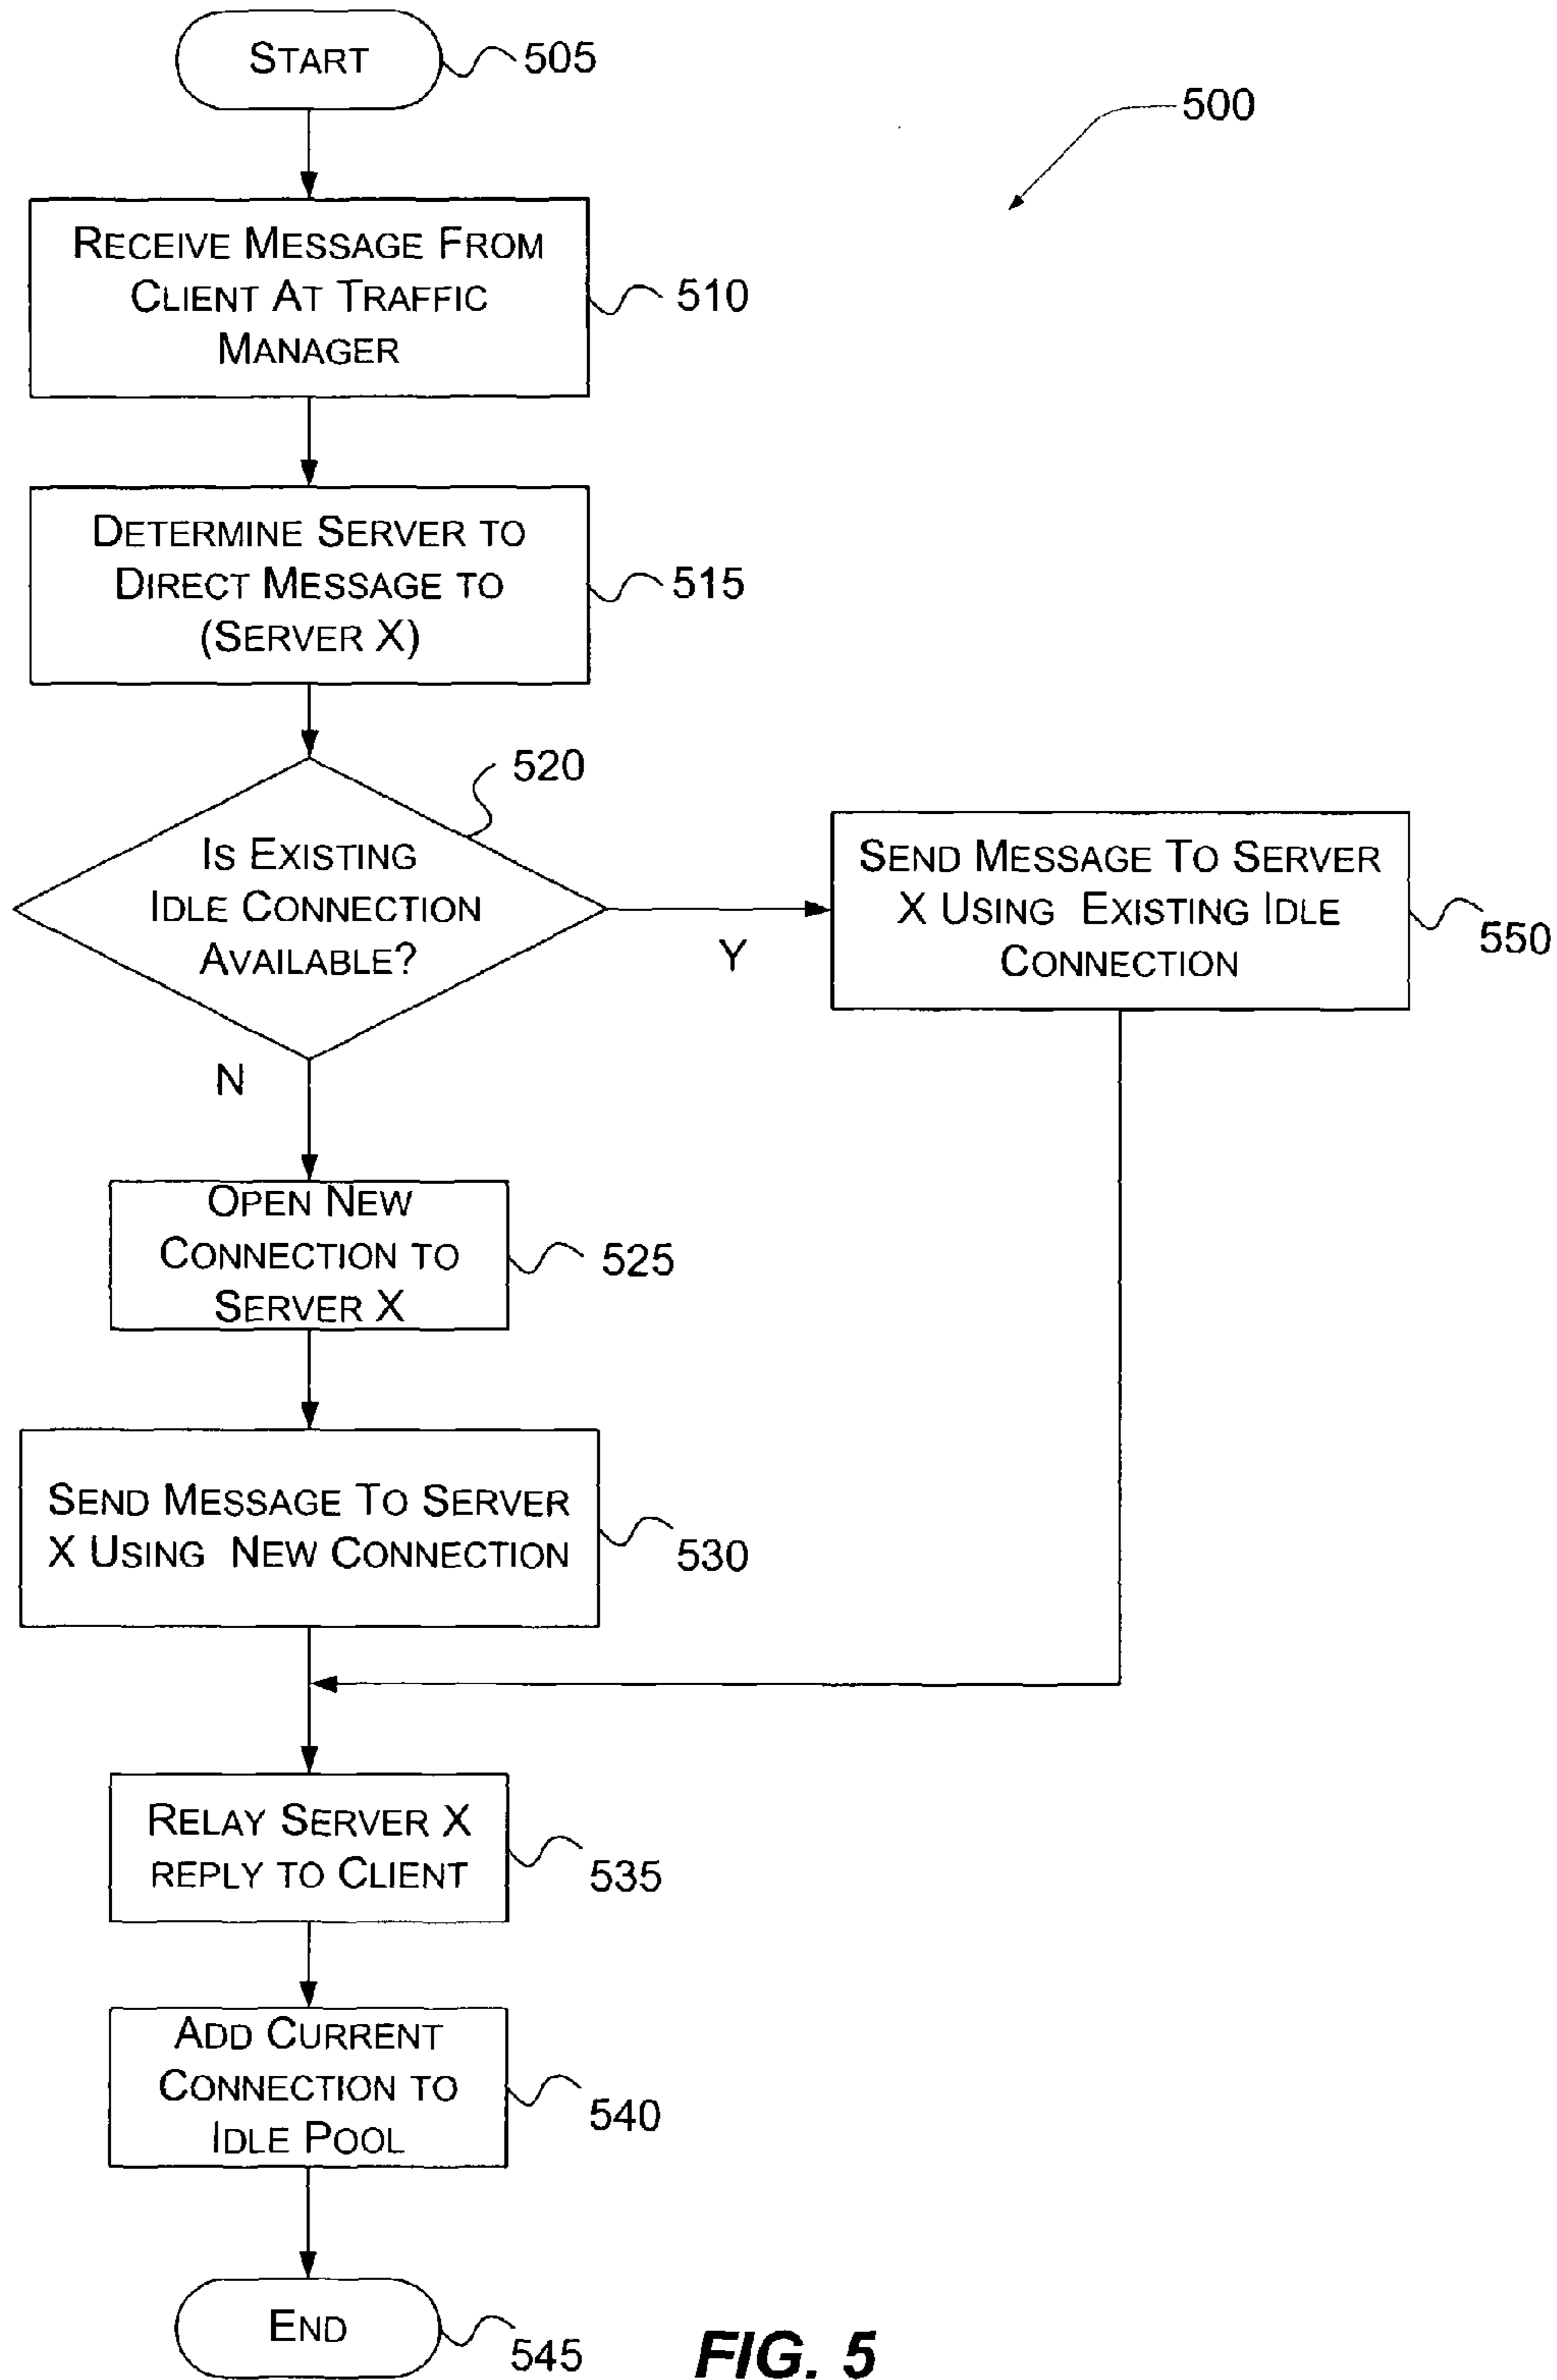 START
505
500
RECEIVE MESSAGE FROM
CLIENT AT TRAFFIC
MANAGER
510
DETERMINE SERVER TO
DIRECT MESSAGE TO
(SERVER X)
515
520
IS EXISTING
IDLE CONNECTION
AVAILABLE?
Y
SEND MESSAGE TO SERVER
X USING EXISTING IDLE
CONNECTION
550
N
OPEN NEW
CONNECTION TO
SERVER X
525
SEND MESSAGE TO SERVER
X USING NEW CONNECTION
530
RELAY SERVER X
REPLY TO CLIENT
535
ADD CURRENT
CONNECTION TO
IDLE POOL
540
END
545
FIG. 5